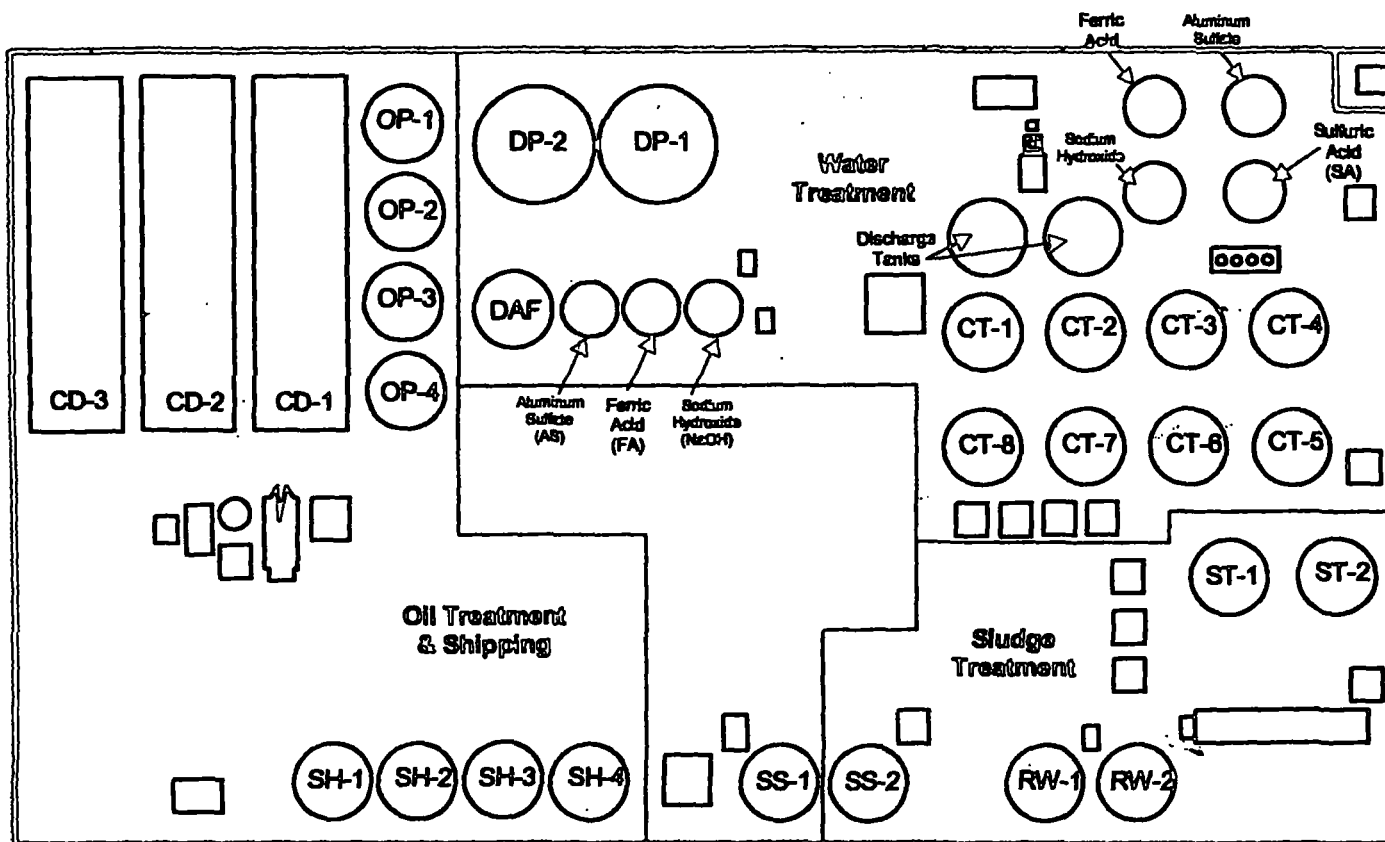 Ferric
Acid
Aluminum
Sulfate
OP-1
DP-2
DP-1
Water
Treatment
Sodium
Hydroxide
Sulfuric
Acid
(SA)
OP-2
Discharge
Tanks
OP-3
DAF
CT-1
CT-2
CT-3
CT-4
CD-3
CD-2
CD-1
OP-4
Aluminum
Sulfate
(AS)
Ferric
Acid
(FA)
Sodium
Hydroxide
(NaOH)
CT-8
CT-7
CT-6
CT-5
ST-1
ST-2
Oil Treatment
& Shipping
Sludge
Treatment
SH-1
SH-2
SH-3
SH-4
SS-1
SS-2
RW-1
RW-2